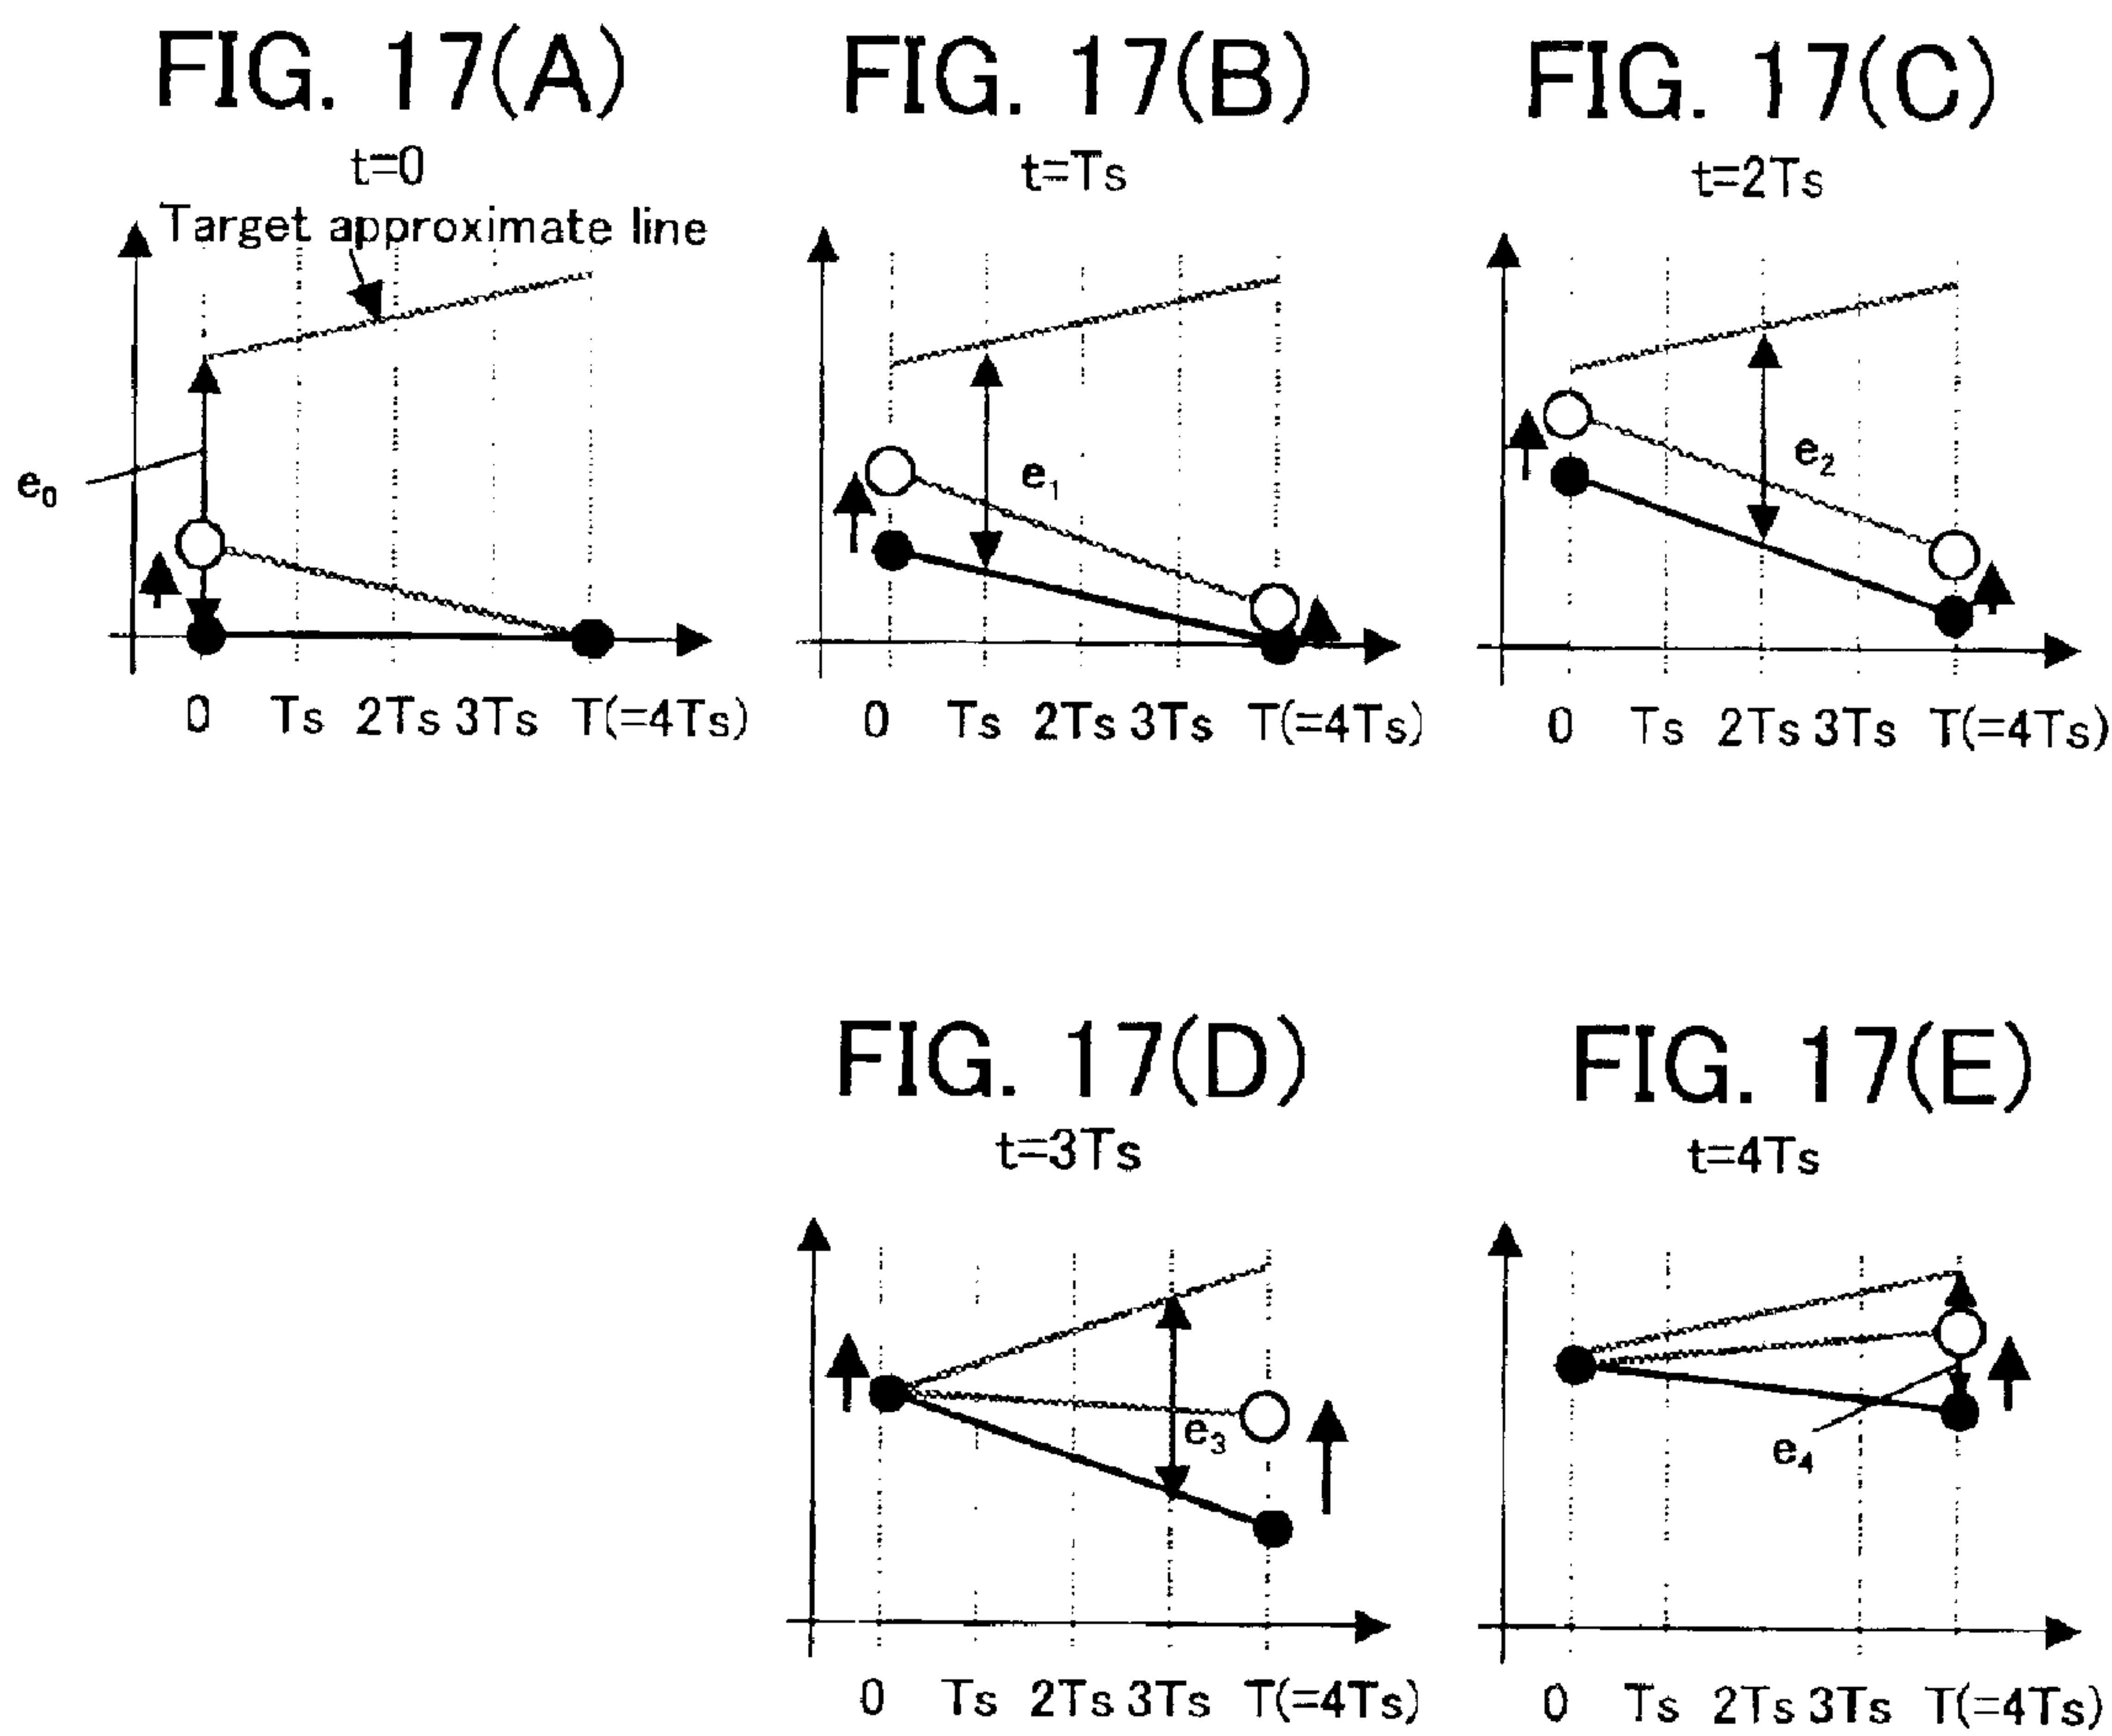 FIG. 17(A)
t=0
Target approximate line
e₀
0 Ts 2Ts 3Ts T(=4Ts)
FIG. 17(B)
t=Ts
e₁
0 Ts 2Ts 3Ts T(=4Ts)
FIG. 17(C)
t=2Ts
e₂
0 Ts 2Ts 3Ts T(=4Ts)
FIG. 17(D)
t=3Ts
e₃
0 Ts 2Ts 3Ts T(=4Ts)
FIG. 17(E)
t=4Ts
e₄
0 Ts 2Ts 3Ts T(=4Ts)